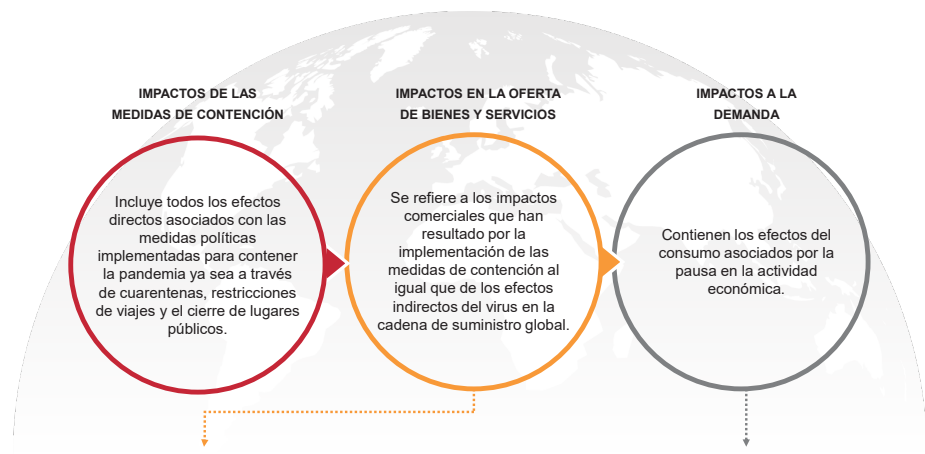 IMPACTOS DE LAS
MEDIDAS DE CONTENCIÓN
Incluye todos los efectos
directos asociados con las
medidas políticas
implementadas para contener
la pandemia ya sea a través
de cuarentenas, restricciones
de viajes y el cierre de lugares
públicos.
IMPACTOS EN LA OFERTA
DE BIENES Y SERVICIOS
Se refiere a los impactos
comerciales que han
resultado por la
implementación de las
medidas de contención al
igual que de los efectos
indirectos del virus en la
cadena de suministro global.
IMPACTOS A LA
DEMANDA
Contienen los efectos del
consumo asociados por la
pausa en la actividad
económica.